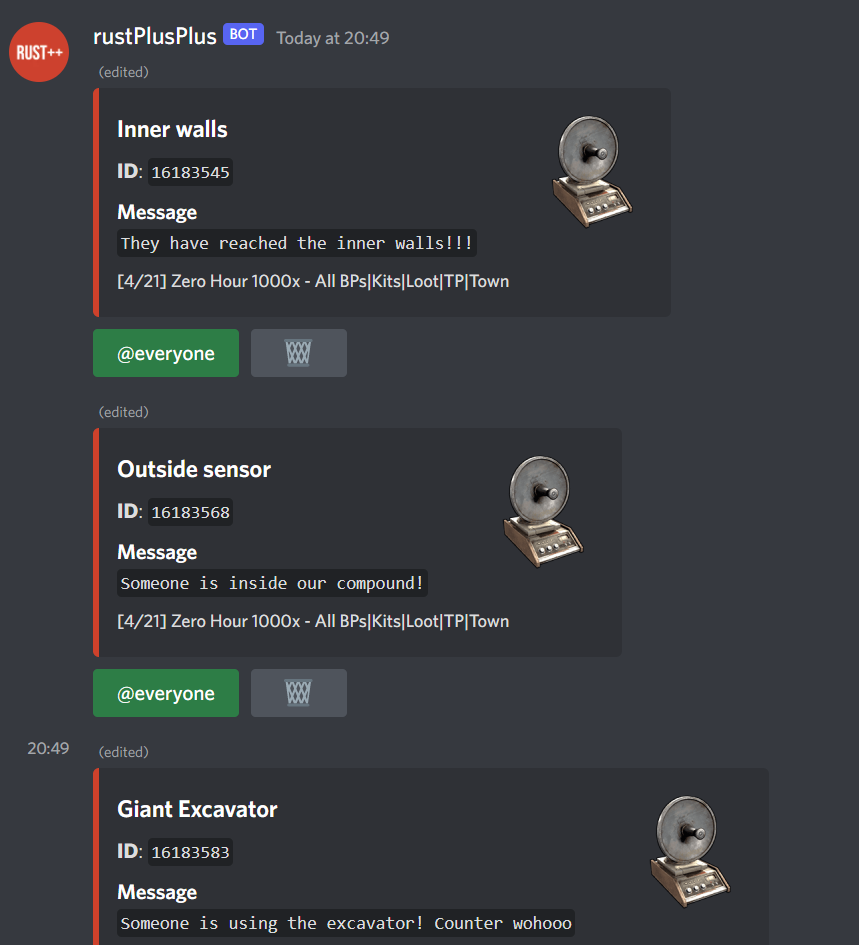 RUST++
rustPlusPlus BOT Today at 20:49
(edited)
Inner walls
ID: 16183545
Message
They have reached the inner walls!!!
[4/21] Zero Hour 1000x - All BPs|Kits|Loot|TP|Town
@everyone
(edited)
Outside sensor
ID: 16183568
Message
Someone is inside our compound!
[4/21] Zero Hour 1000x - All BPs|Kits|Loot|TP|Town
@everyone
20:49 (edited)
Giant Excavator
ID: 16183583
Message
Someone is using the excavator! Counter wohooo